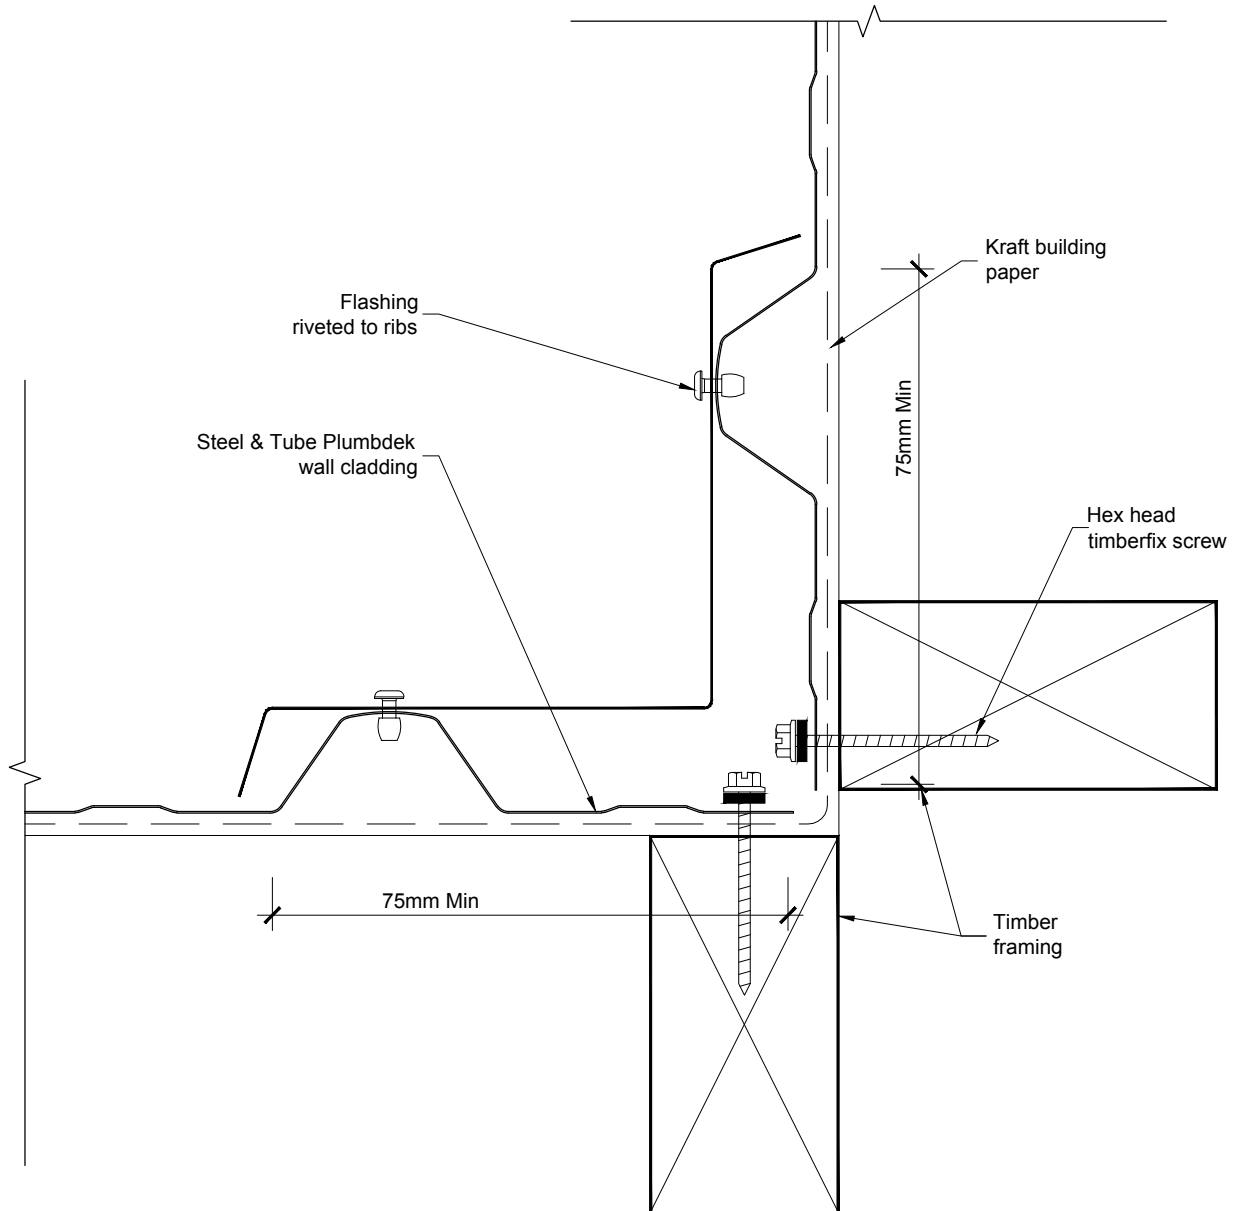 Kraft building
paper
Flashing
riveted to ribs
75mm Min
Steel & Tube Plumbdek
wall cladding
Hex head
timberfix screw
75mm Min
Timber
framing